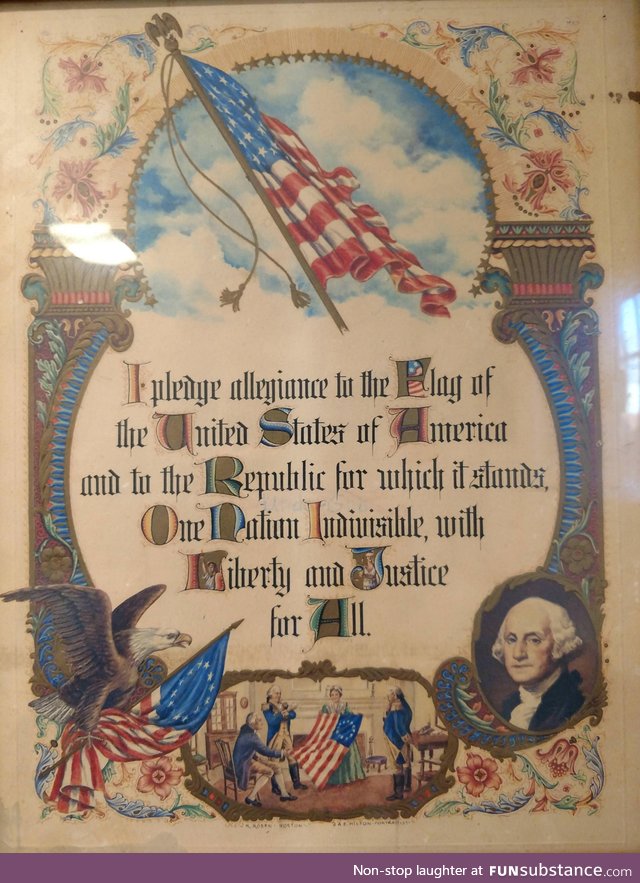 I pledge allegiance to the Flag of
the United States of America
and to the Republic for which it stands,
One Nation Indivisible, with
Liberty and Justice
for All.
Non-stop laughter at FUNsubstance.com